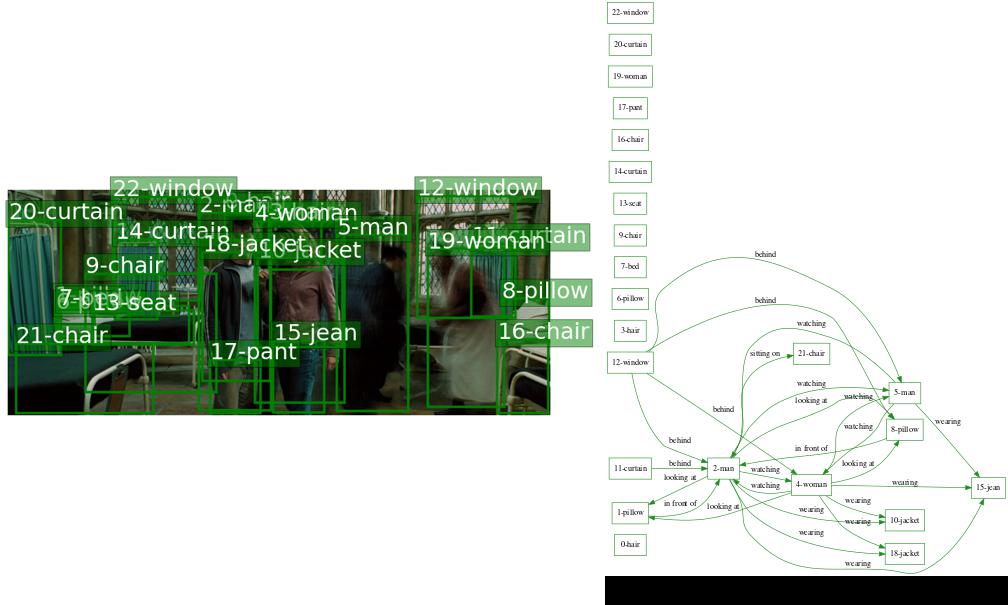 22-window
20-curtain
19-woman
17-pant
16-chair
14-curtain
13-seat
9-chair
7-bed
6-pillow
3-hair
12-window
11-curtain
1-pillow
0-hair
2-man
4-woman
21-chair
5-man
8-pillow
15-jean
10-jacket
18-jacket
behind
behind
watching
sitting on
watching
looking at
watching
watching
wearing
behind
behind
in front of
looking at
behind
watching
watching
looking at
in front of
looking at
wearing
wearing
wearing
wearing
wearing
wearing
22-window
12-window
20-curtain
2-man
4-woman
5-man
14-curtain
18-jacket
10-jacket
19-woman
9-chair
13-seat
8-pillow
21-chair
15-jean
16-chair
17-pant